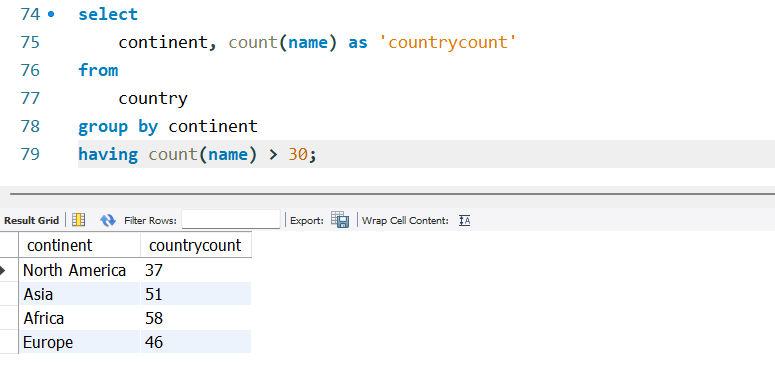 74 select
75 continent, count(name) as 'countrycount'
76 from
77 country
78 group by continent
79 having count(name) > 30;
Result Grid Filter Rows: Export: Wrap Cell Content: IA
continent countrycount
North America 37
Asia 51
Africa 58
Europe 46